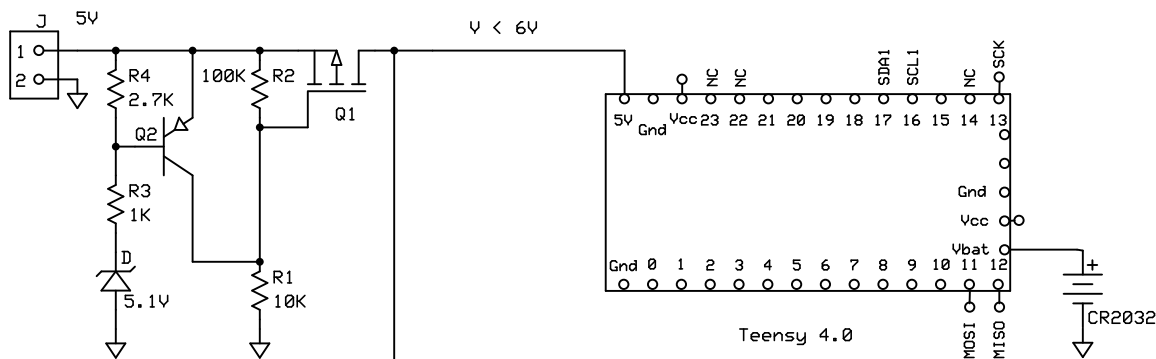 J
5V
1
2
R4
2.7K
100K
R2
Q1
Q2
R3
1K
D
5.1V
R1
10K
V < 6V
NC
NC
SDA1
SCL1
NC
SCK
5V
Gnd
Vcc
23
22
21
20
19
18
17
16
15
14
13
Gnd
Vcc
Vbat
Gnd
0
1
2
3
4
5
6
7
8
9
10
11
12
MOSI
MISO
Teensy 4.0
+
CR2032